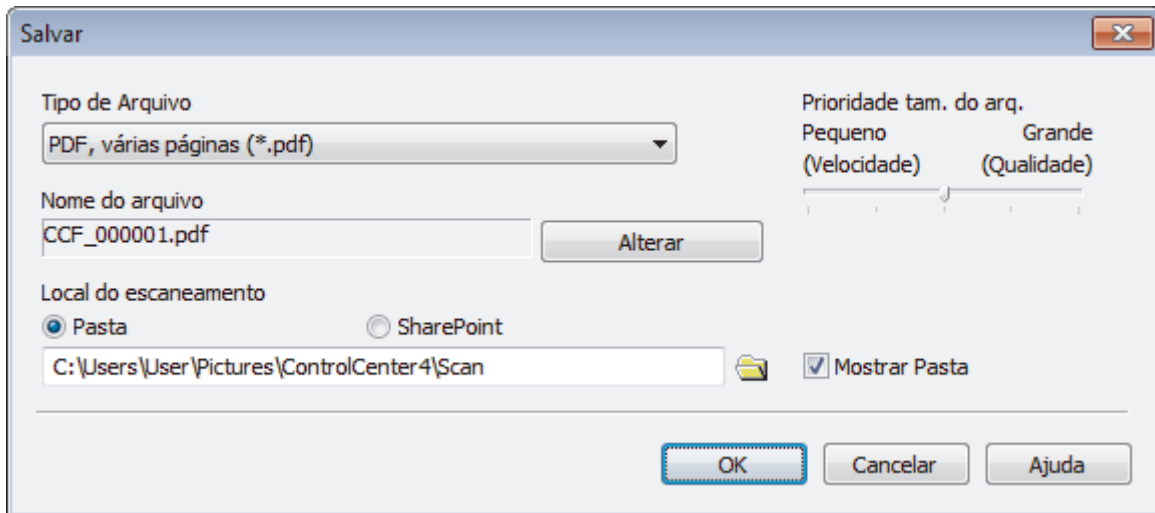 Salvar
Tipo de Arquivo
PDF, várias páginas (*.pdf)
Nome do arquivo
CCF_000001.pdf
Alterar
Local do escaneamento
Pasta
SharePoint
C:\Users\User\Pictures\ControlCenter4\Scan
Prioridade tam. do arq.
Pequeno Grande
(Velocidade) (Qualidade)
Mostrar Pasta
OK
Cancelar
Ajuda